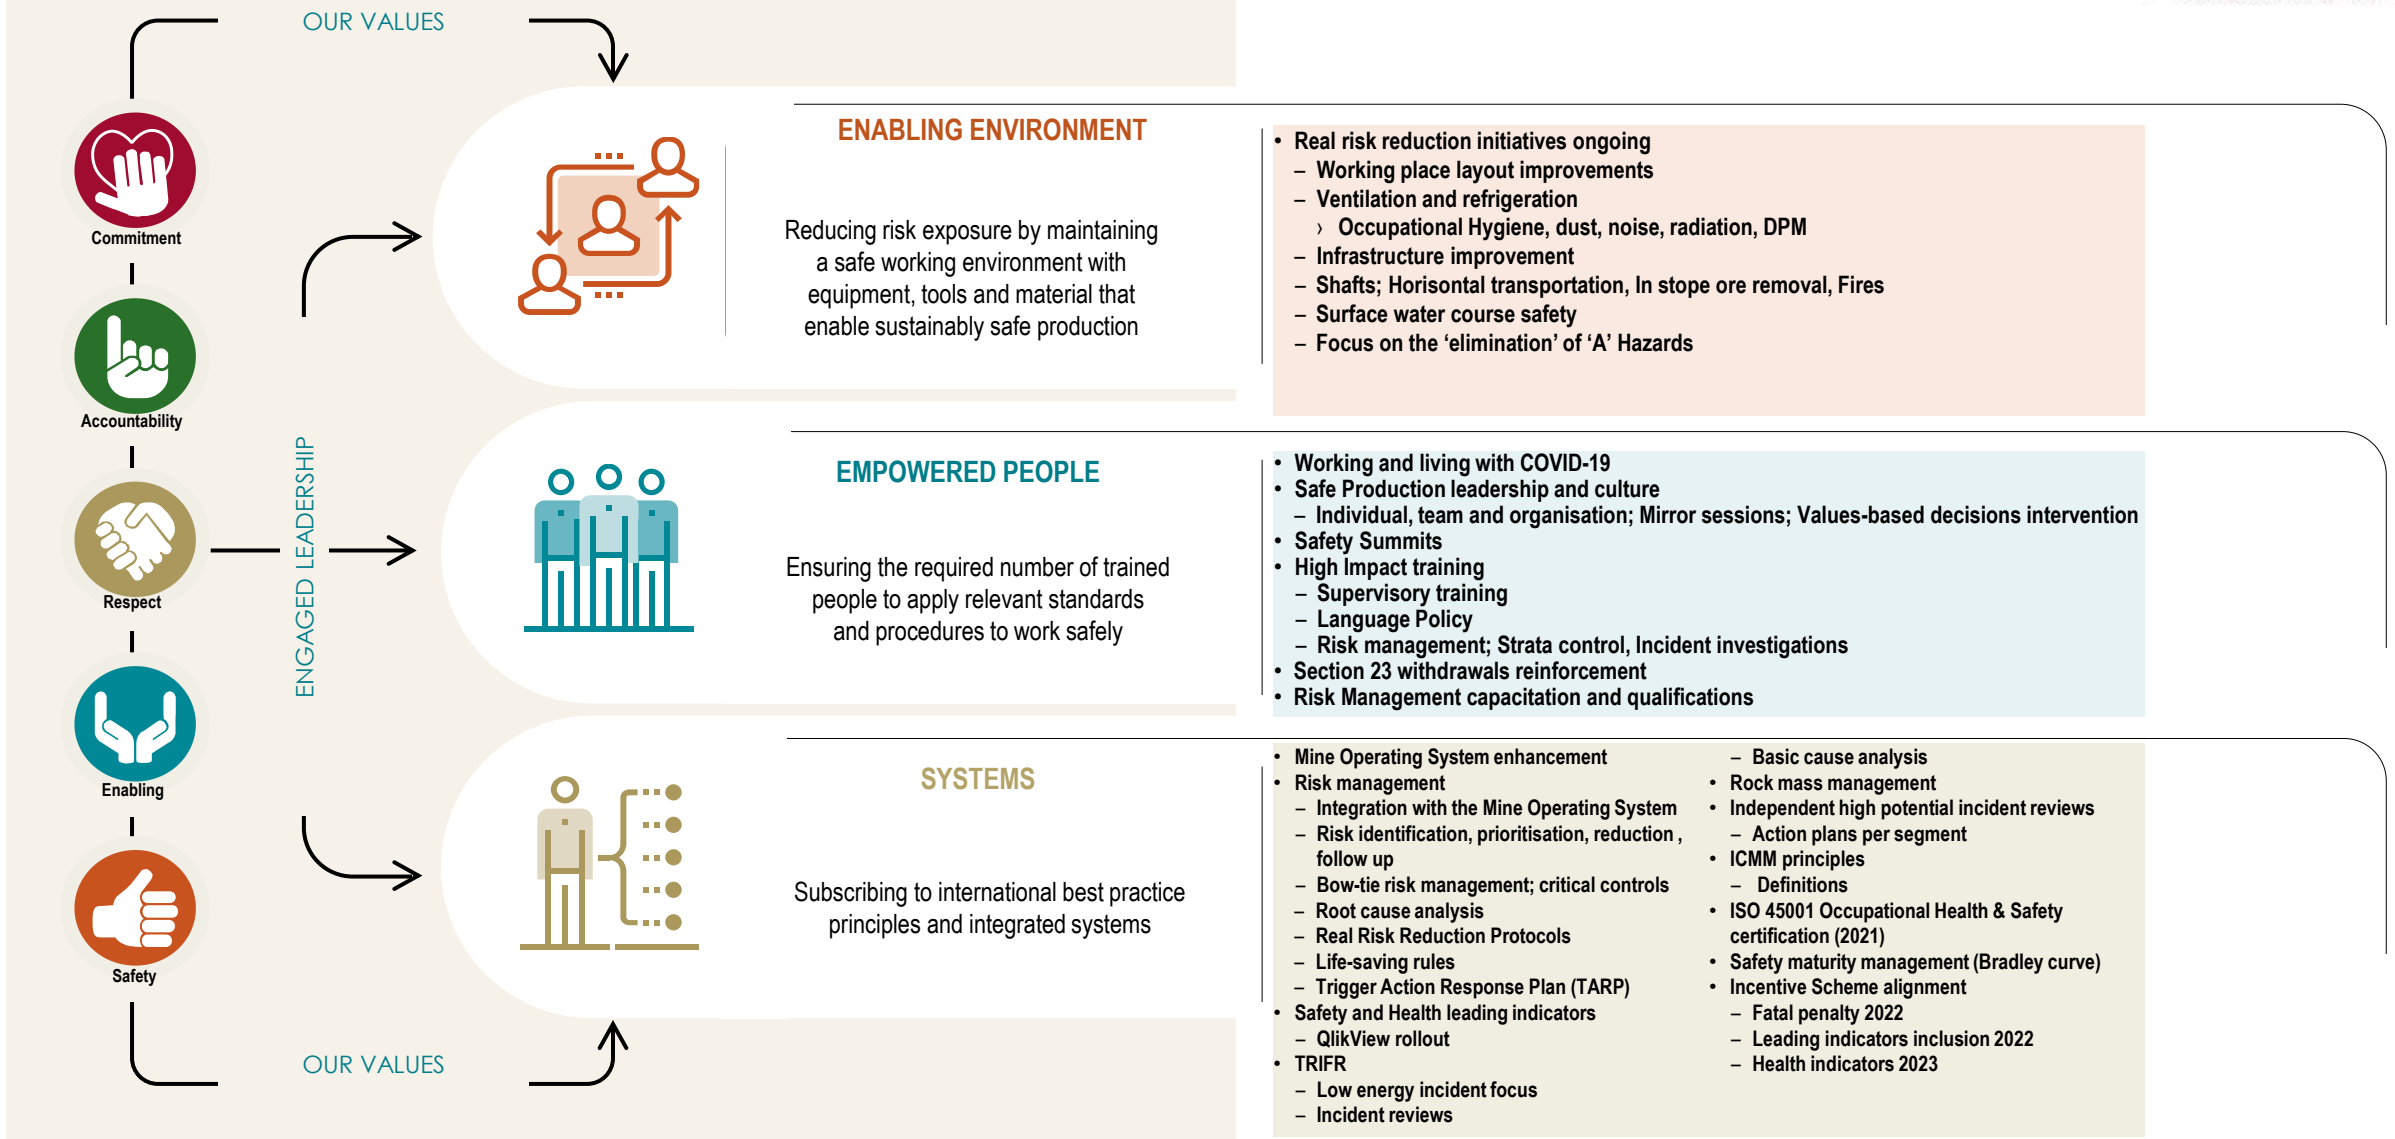 OUR VALUES
Commitment
Accountability
Respect
Enabling
Safety
OUR VALUES
ENGAGED LEADERSHIP
ENABLING ENVIRONMENT
Reducing risk exposure by maintaining
a safe working environment with
equipment, tools and material that
enable sustainably safe production
• Real risk reduction initiatives ongoing
– Working place layout improvements
– Ventilation and refrigeration
› Occupational Hygiene, dust, noise, radiation, DPM
– Infrastructure improvement
– Shafts; Horisontal transportation, In stope ore removal, Fires
– Surface water course safety
– Focus on the ‘elimination’ of ‘A’ Hazards
EMPOWERED PEOPLE
Ensuring the required number of trained
people to apply relevant standards
and procedures to work safely
• Working and living with COVID-19
• Safe Production leadership and culture
– Individual, team and organisation; Mirror sessions; Values-based decisions intervention
• Safety Summits
• High Impact training
– Supervisory training
– Language Policy
– Risk management; Strata control, Incident investigations
• Section 23 withdrawals reinforcement
• Risk Management capacitation and qualifications
SYSTEMS
Subscribing to international best practice
principles and integrated systems
• Mine Operating System enhancement
• Risk management
– Integration with the Mine Operating System
– Risk identification, prioritisation, reduction ,
follow up
– Bow-tie risk management; critical controls
– Root cause analysis
– Real Risk Reduction Protocols
– Life-saving rules
– Trigger Action Response Plan (TARP)
• Safety and Health leading indicators
– QlikView rollout
• TRIFR
– Low energy incident focus
– Incident reviews
– Basic cause analysis
• Rock mass management
• Independent high potential incident reviews
– Action plans per segment
• ICMM principles
– Definitions
• ISO 45001 Occupational Health & Safety
certification (2021)
• Safety maturity management (Bradley curve)
• Incentive Scheme alignment
– Fatal penalty 2022
– Leading indicators inclusion 2022
– Health indicators 2023